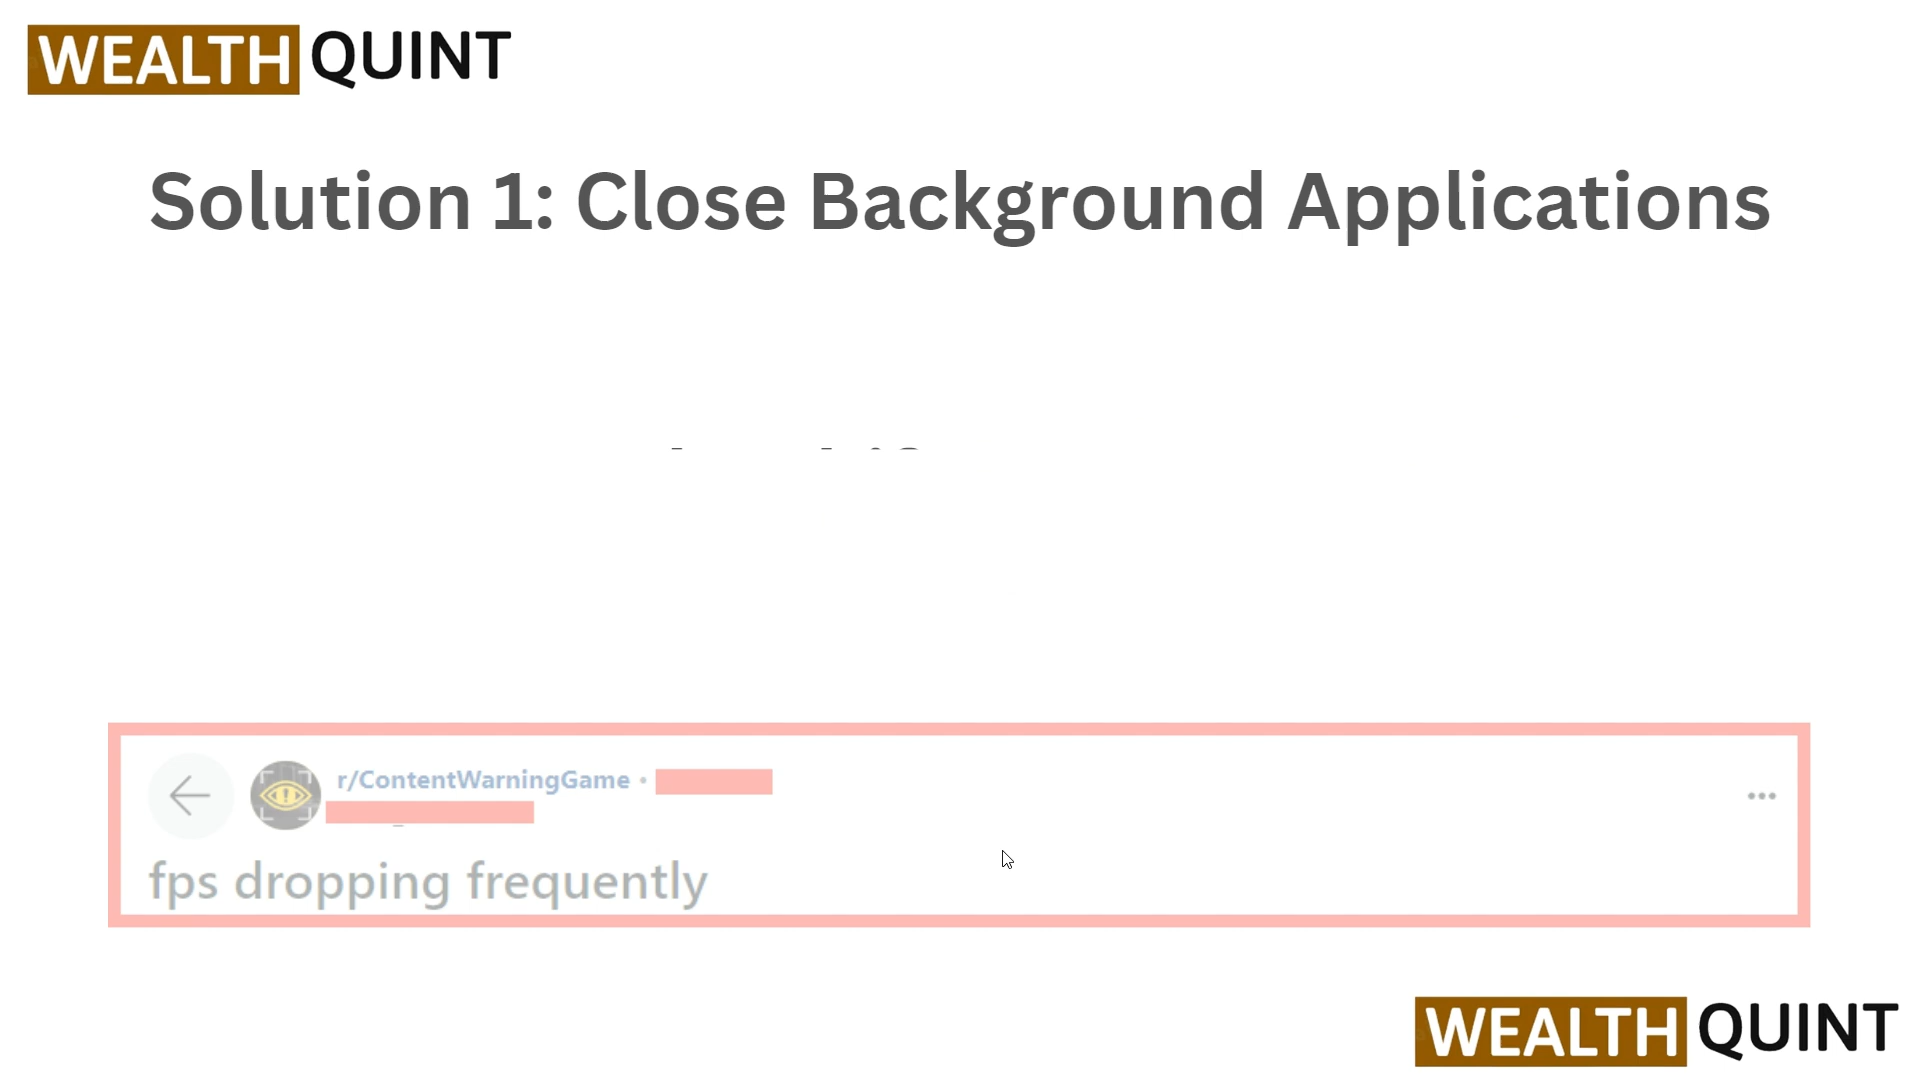 WEALTH QUINT
Solution 1: Close Background Applications
r/ContentWarningGame •
fps dropping frequently
WEALTH QUINT